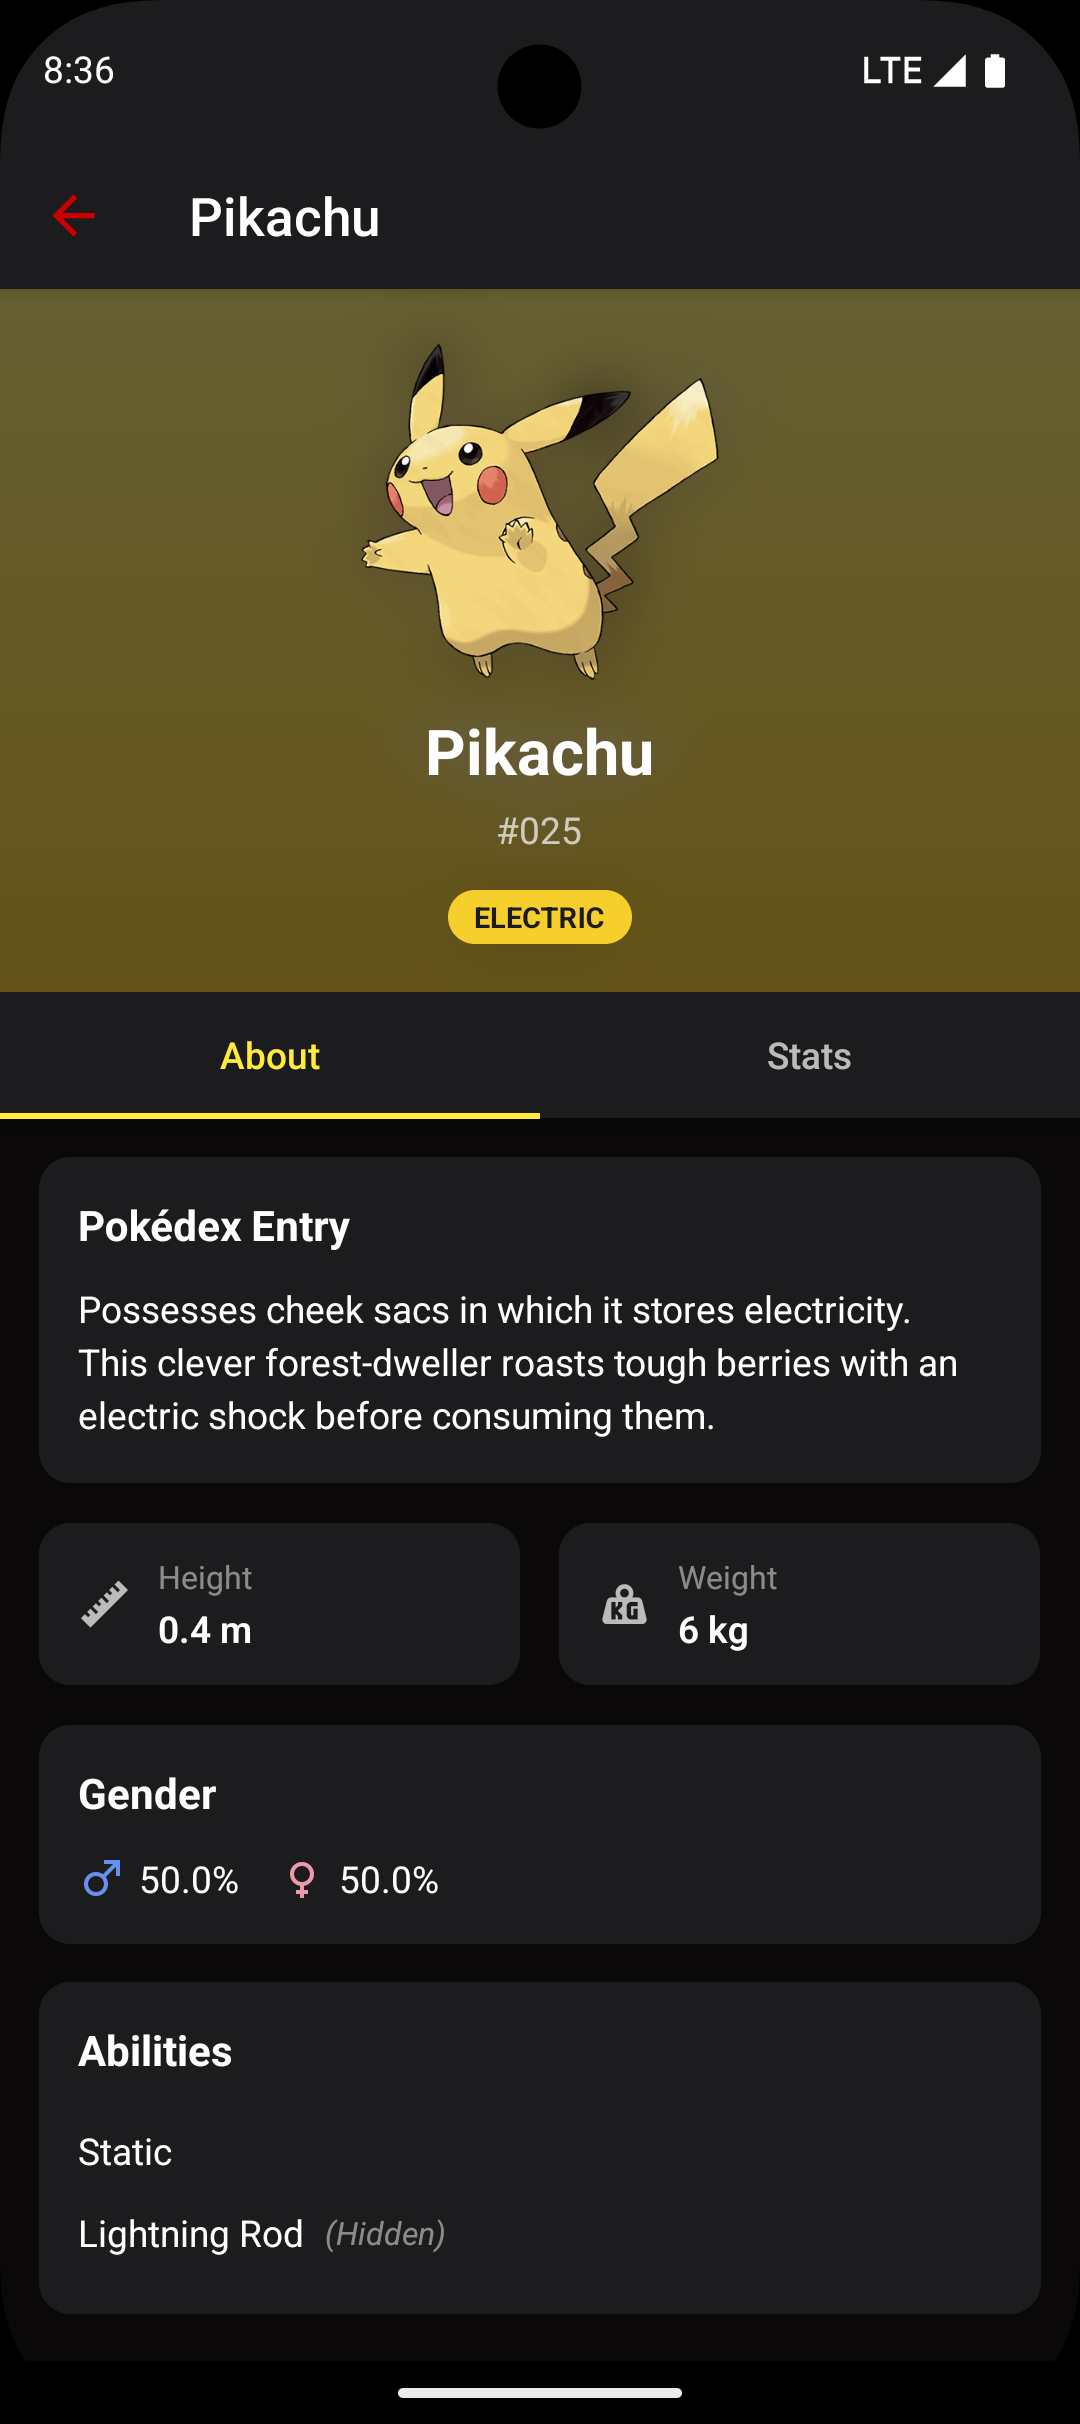 8:36
LTE
Pikachu
Pikachu
#025
ELECTRIC
About
Stats
Pokédex Entry
Possesses cheek sacs in which it stores electricity.
This clever forest-dweller roasts tough berries with an
electric shock before consuming them.
Height
0.4 m
KG
Weight
6 kg
Gender
♂ 50.0% ♀ 50.0%
Abilities
Static
Lightning Rod (Hidden)